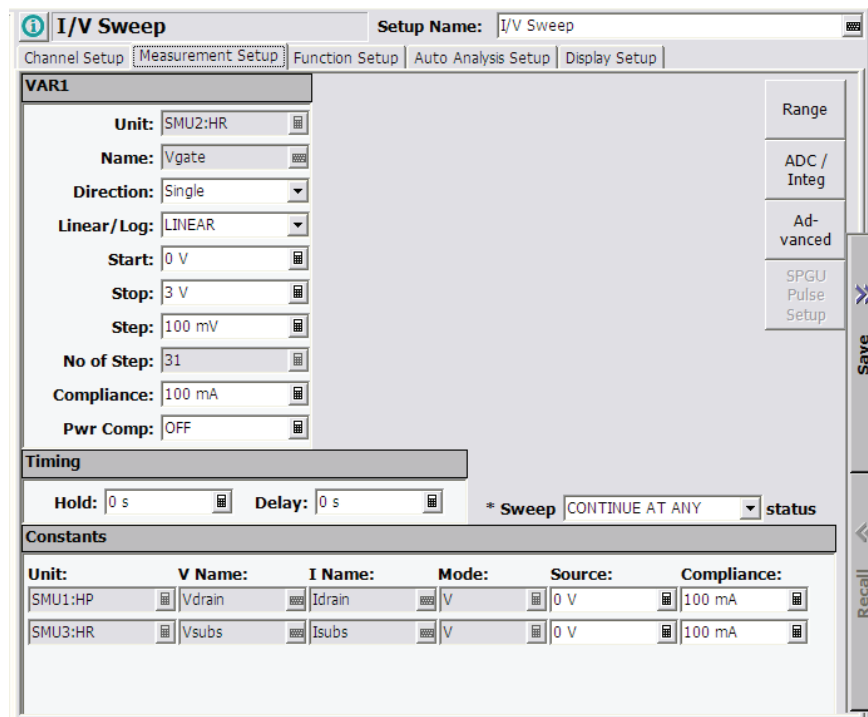 I/V Sweep Setup Name: I/V Sweep
Channel Setup Measurement Setup Function Setup Auto Analysis Setup Display Setup
VAR1
Unit: SMU2:HR
Name: Vgate
Direction: Single
Linear/Log: LINEAR
Start: 0 V
Stop: 3 V
Step: 100 mV
No of Step: 31
Compliance: 100 mA
Pwr Comp: OFF
Range
ADC /
Integ
Ad-
vanced
SPGU
Pulse
Setup
Save
Timing
Hold: 0 s Delay: 0 s * Sweep CONTINUE AT ANY status
Constants
Unit: V Name: I Name: Mode: Source: Compliance:
SMU1:HP Vdrain Idrain V 0 V 100 mA
SMU3:HR Vsubs Isubs V 0 V 100 mA
Recall